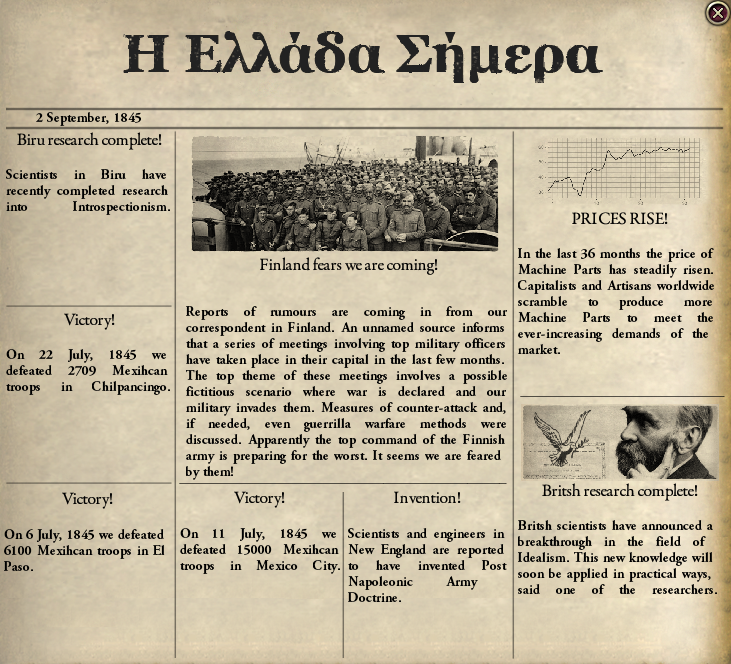 Η Ελλάδα Σήμερα
2 September, 1845
Biru research complete!
Scientists in Biru have
recently completed research
into Introspectionism.
Victory!
On 22 July, 1845 we
defeated 2709 Mexihcan
troops in Chilpancingo.
Victory!
On 6 July, 1845 we defeated
6100 Mexihcan troops in El
Paso.
Finland fears we are coming!
Reports of rumours are coming in from our
correspondent in Finland. An unnamed source informs
that a series of meetings involving top military officers
have taken place in their capital in the last few months.
The top theme of these meetings involves a possible
fictitious scenario where war is declared and our
military invades them. Measures of counter-attack and,
if needed, even guerrilla warfare methods were
discussed. Apparently the top command of the Finnish
army is preparing for the worst. It seems we are feared
by them!
Victory!
On 11 July, 1845 we
defeated 15000 Mexihcan
troops in Mexico City.
Invention!
Scientists and engineers in
New England are reported
to have invented Post
Napoleonic Army
Doctrine.
PRICES RISE!
In the last 36 months the price of
Machine Parts has steadily risen.
Capitalists and Artisans worldwide
scramble to produce more
Machine Parts to meet the
ever-increasing demands of the
market.
Britsh research complete!
Britsh scientists have announced a
breakthrough in the field of
Idealism. This new knowledge will
soon be applied in practical ways,
said one of the researchers.